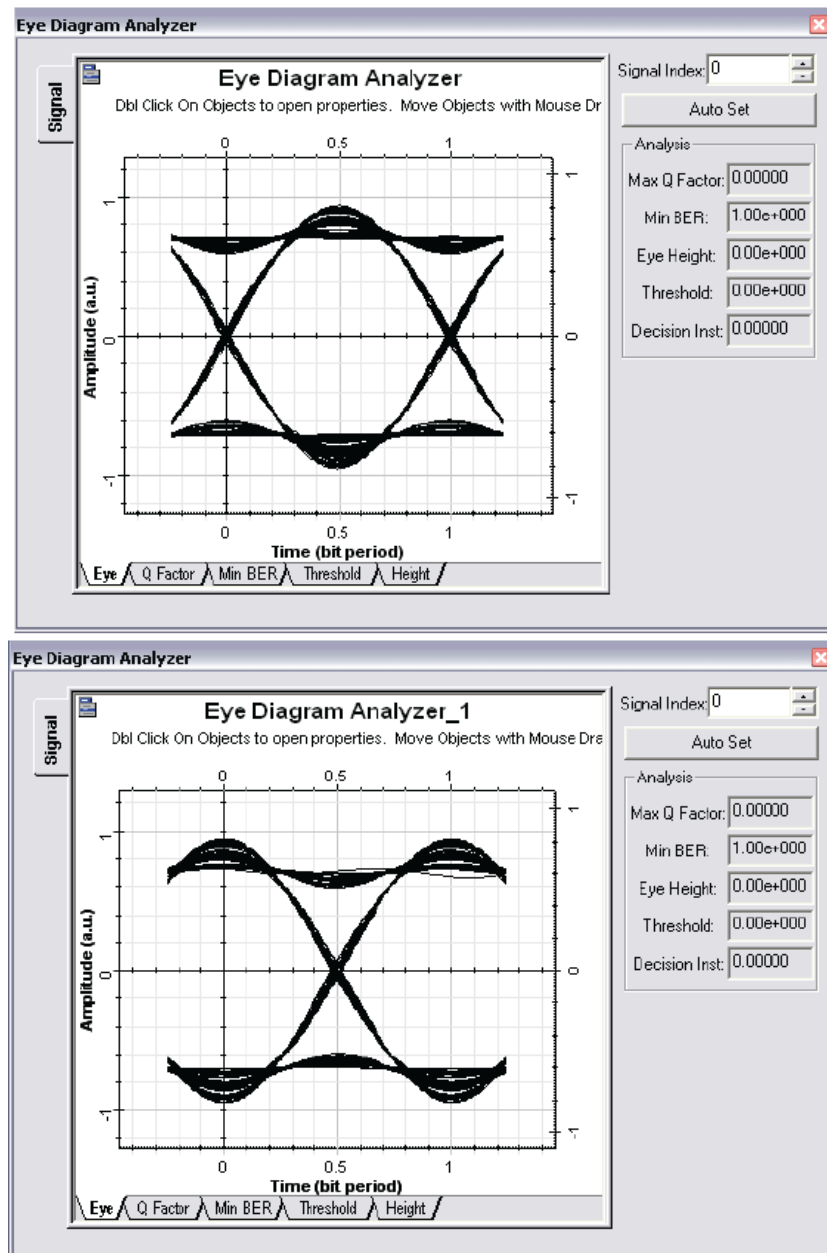 Eye Diagram Analyzer
Signal
Eye Diagram Analyzer
Dbl Click On Objects to open properties. Move Objects with Mouse Dra
0 0.5 1
Amplitude (a.u.)
1
0
-1
1
0
-1
0 0.5 1
Time (bit period)
Eye Q Factor Min BER Threshold Height
Signal Index: 0
Auto Set
Analysis
Max Q Factor: 0.00000
Min BER: 1.00e+000
Eye Height: 0.00e+000
Threshold: 0.00e+000
Decision Inst: 0.00000
Eye Diagram Analyzer
Signal
Eye Diagram Analyzer_1
Dbl Click On Objects to open properties. Move Objects with Mouse Dra
0 0.5 1
Amplitude (a.u.)
1
0
-1
1
0
-1
0 0.5 1
Time (bit period)
Eye Q Factor Min BER Threshold Height
Signal Index: 0
Auto Set
Analysis
Max Q Factor: 0.00000
Min BER: 1.00e+000
Eye Height: 0.00e+000
Threshold: 0.00e+000
Decision Inst: 0.00000